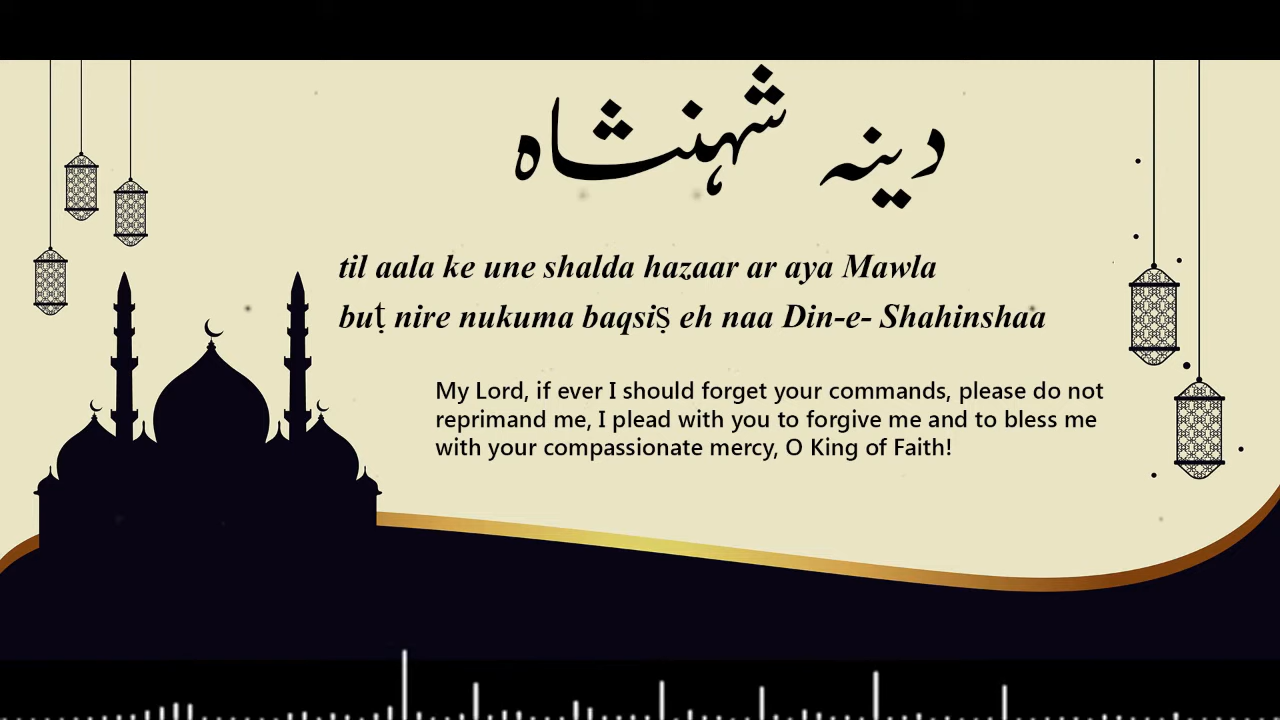 دینہ شہنشاہ
til aala ke une shalda hazaar ar aya Mawla
buṭ nire nukuma baqsiṣ eh naa Din-e- Shahinshaa
My Lord, if ever I should forget your commands, please do not
reprimand me, I plead with you to forgive me and to bless me
with your compassionate mercy, O King of Faith!